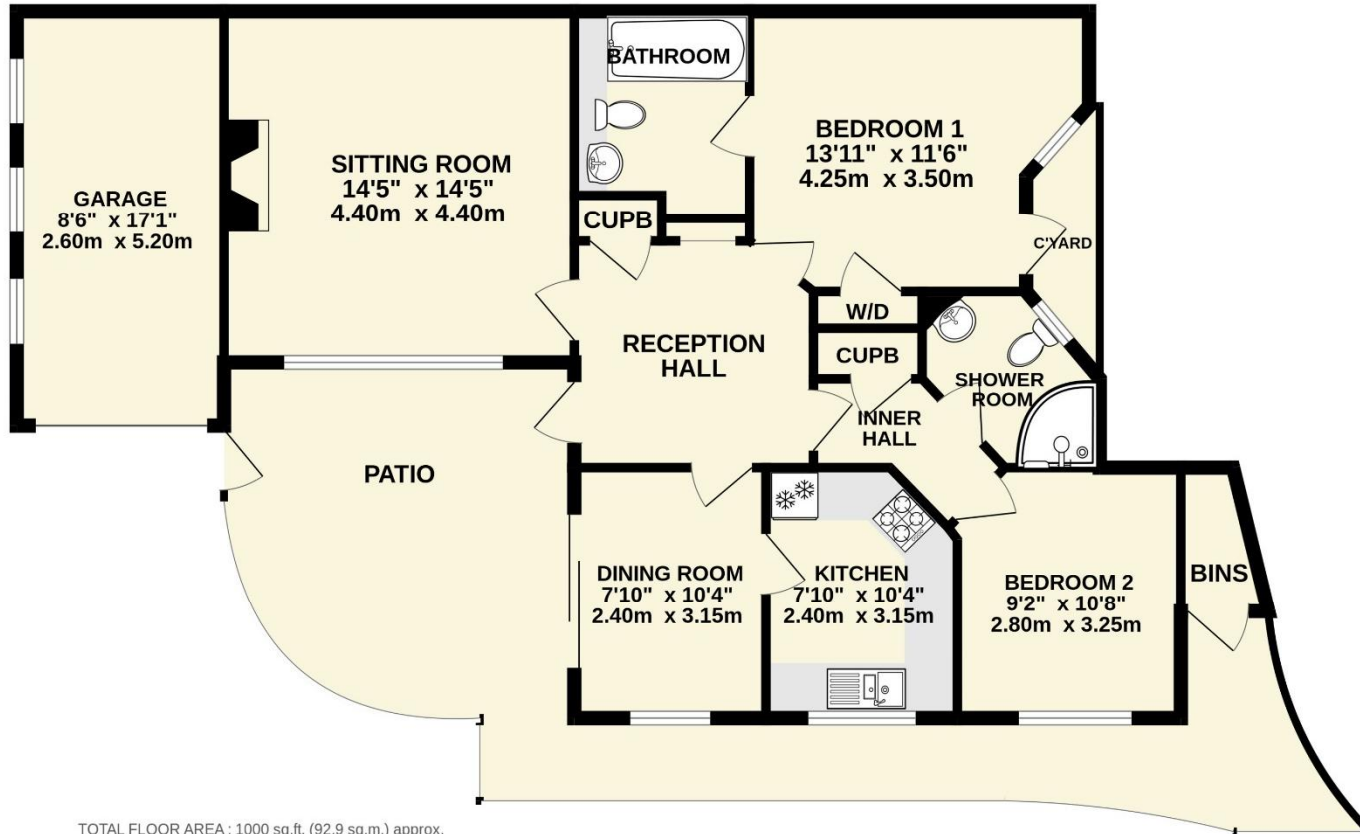 BATHROOM
BEDROOM 1
13'11" x 11'6"
4.25m x 3.50m
SITTING ROOM
14'5" x 14'5"
4.40m x 4.40m
GARAGE
8'6" x 17'1"
2.60m x 5.20m
CUPB
C'YARD
W/D
RECEPTION
HALL
CUPB
SHOWER
ROOM
INNER
HALL
PATIO
DINING ROOM
7'10" x 10'4"
2.40m x 3.15m
KITCHEN
7'10" x 10'4"
2.40m x 3.15m
BEDROOM 2
9'2" x 10'8"
2.80m x 3.25m
BINS
TOTAL FLOOR AREA : 1000 sq.ft. (92.9 sq.m.) approx.